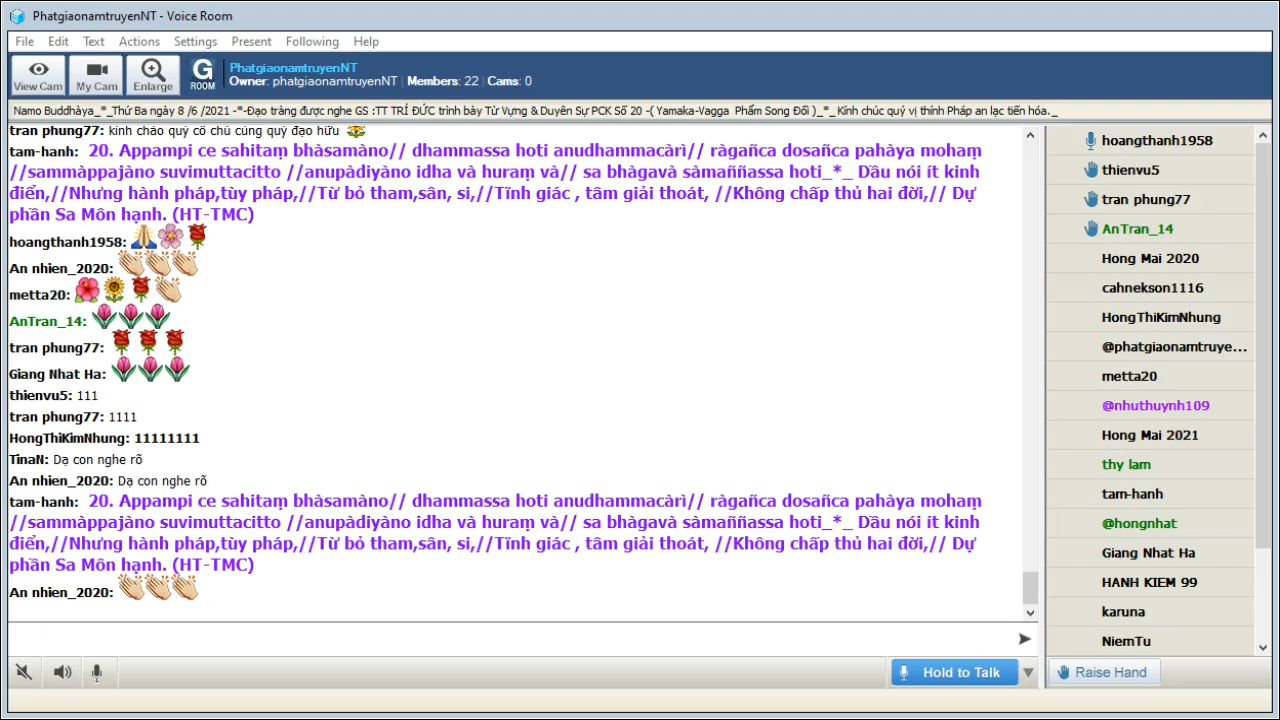 PhatgiaonamtruyenNT - Voice Room
File Edit Text Actions Settings Present Following Help
View Cam My Cam Enlarge G ROOM
PhatgiaonamtruyenNT
Owner: phatgiaonamtruyenNT | Members: 22 | Cams: 0
Namo Buddhàya_*_Thứ Ba ngày 8 /6 /2021 -*-Đạo tràng được nghe GS :TT TRÍ ĐỨC trình bày Từ Vựng & Duyên Sự PCK Số 20 -( Yamaka-Vagga Phẩm Song Đối )_*_ Kính chúc quý vị thính Pháp an lạc tiến hóa._
tran phung77: kính chào quý cô chú cùng quý đạo hữu
tam-hanh: 20. Appampi ce sahitaṃ bhàsamàno// dhammassa hoti anudhammacàrì// ràgañca dosañca pahàya mohaṃ
//sammàppajàno suvimuttacitto //anupàdiyàno idha và huraṃ và// sa bhàgavà sàmaññassa hoti_*_ Dầu nói ít kinh
điển,//Nhưng hành pháp,tùy pháp,//Từ bỏ tham,sân, si,//Tĩnh giác , tâm giải thoát, //Không chấp thủ hai đời,// Dự
phần Sa Môn hạnh. (HT-TMC)
hoangthanh1958:
An nhien_2020:
metta20:
AnTran_14:
tran phung77:
Giang Nhat Ha:
thienvu5: 111
tran phung77: 1111
HongThiKimNhung: 11111111
TinaN: Dạ con nghe rõ
An nhien_2020: Dạ con nghe rõ
tam-hanh: 20. Appampi ce sahitaṃ bhàsamàno// dhammassa hoti anudhammacàrì// ràgañca dosañca pahàya mohaṃ
//sammàppajàno suvimuttacitto //anupàdiyàno idha và huraṃ và// sa bhàgavà sàmaññassa hoti_*_ Dầu nói ít kinh
điển,//Nhưng hành pháp,tùy pháp,//Từ bỏ tham,sân, si,//Tĩnh giác , tâm giải thoát, //Không chấp thủ hai đời,// Dự
phần Sa Môn hạnh. (HT-TMC)
An nhien_2020:
Hold to Talk
hoangthanh1958
thienvu5
tran phung77
AnTran_14
Hong Mai 2020
cahnekson1116
HongThiKimNhung
@phatgiaonamtruye...
metta20
@nhuthuynh109
Hong Mai 2021
thy lam
tam-hanh
@hongnhat
Giang Nhat Ha
HANH KIEM 99
karuna
NiemTu
Raise Hand